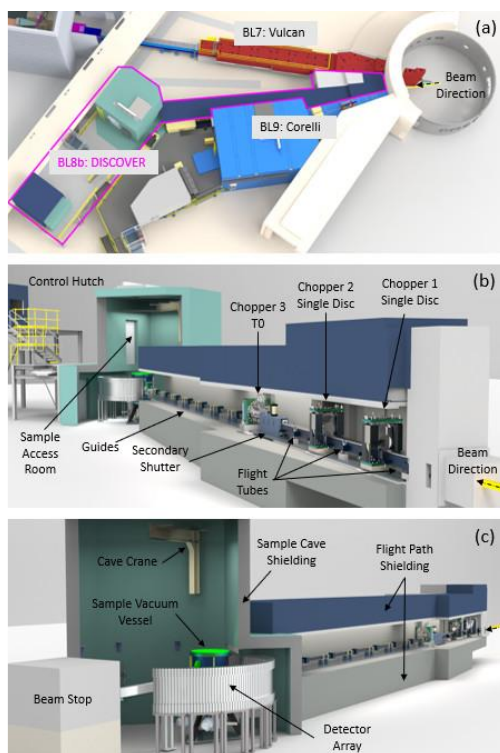 BL7: Vulcan
(a)
Beam
Direction
BL9: Corelli
BL8b: DISCOVER
(b)
Control Hutch
Chopper 3
T0
Chopper 2
Single Disc
Chopper 1
Single Disc
Sample
Access
Room
Guides
Secondary
Shutter
Flight
Tubes
Beam
Direction
(c)
Cave Crane
Sample Cave
Shielding
Flight Path
Shielding
Sample Vacuum
Vessel
Beam Stop
Detector
Array